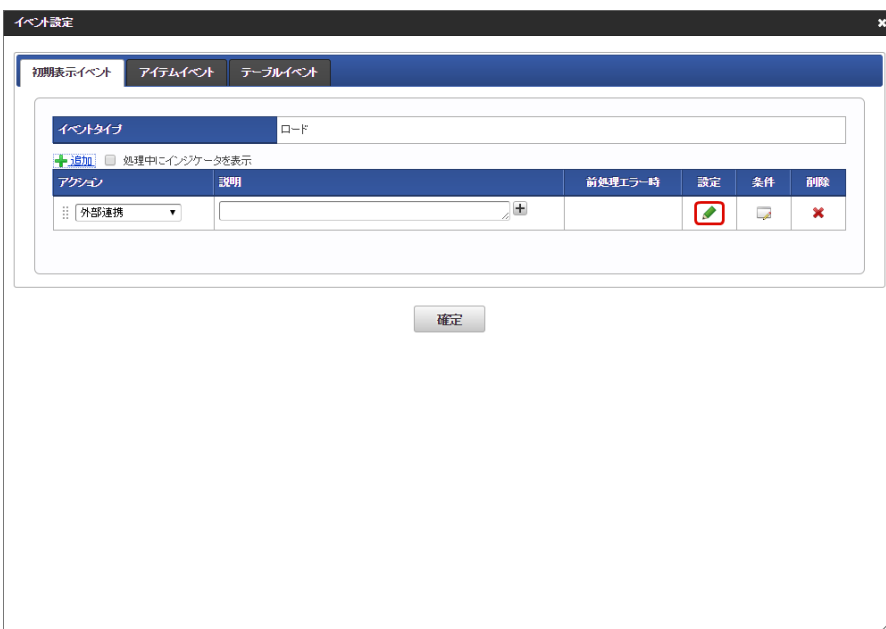 イベント設定
初期表示イベント アイテムイベント テーブルイベント
イベントタイプ ロード
追加 処理中にインジケータを表示
アクション 説明 前処理エラー時 設定 条件 削除
外部連携
確定